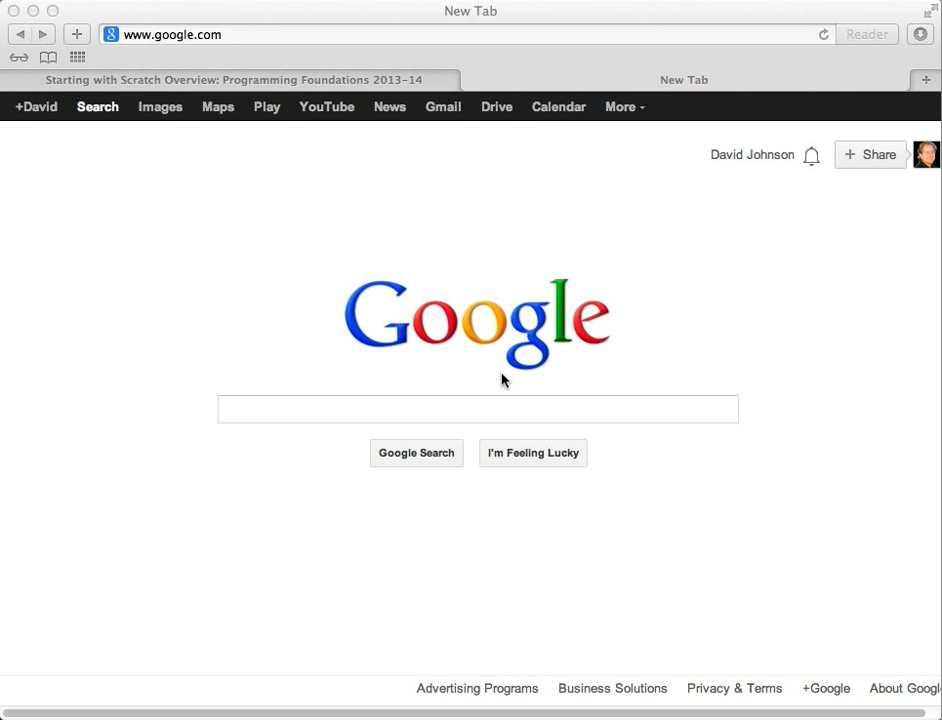 New Tab
www.google.com
Reader
Starting with Scratch Overview: Programming Foundations 2013-14
New Tab
+David Search Images Maps Play YouTube News Gmail Drive Calendar More
David Johnson
+ Share
Google
Google Search
I'm Feeling Lucky
Advertising Programs Business Solutions Privacy & Terms +Google About Googl